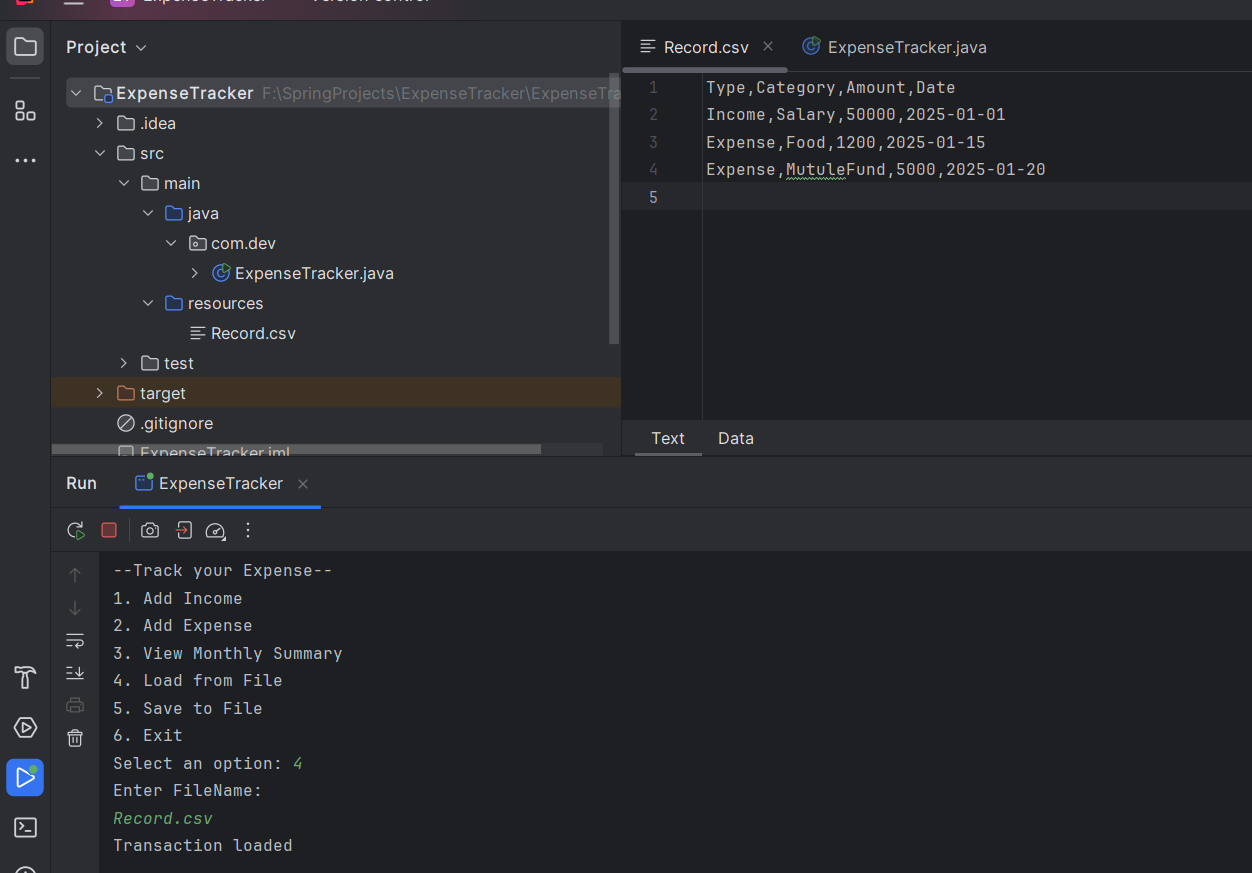 ExpenseTracker Version control
Project
ExpenseTracker F:\SpringProjects\ExpenseTracker\ExpenseTra
.idea
src
main
java
com.dev
ExpenseTracker.java
resources
Record.csv
test
target
.gitignore
ExpenseTracker.iml
Record.csv ExpenseTracker.java
1 Type,Category,Amount,Date
2 Income,Salary,50000,2025-01-01
3 Expense,Food,1200,2025-01-15
4 Expense,MutuleFund,5000,2025-01-20
5
Text Data
Run ExpenseTracker
--Track your Expense--
1. Add Income
2. Add Expense
3. View Monthly Summary
4. Load from File
5. Save to File
6. Exit
Select an option: 4
Enter FileName:
Record.csv
Transaction loaded